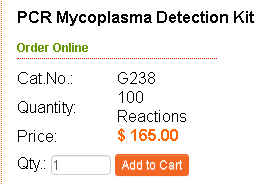 PCR Mycoplasma Detection Kit
Order Online
Cat.No.: G238
Quantity: 100 Reactions
Price: $ 165.00
Qty.: 1 Add to Cart